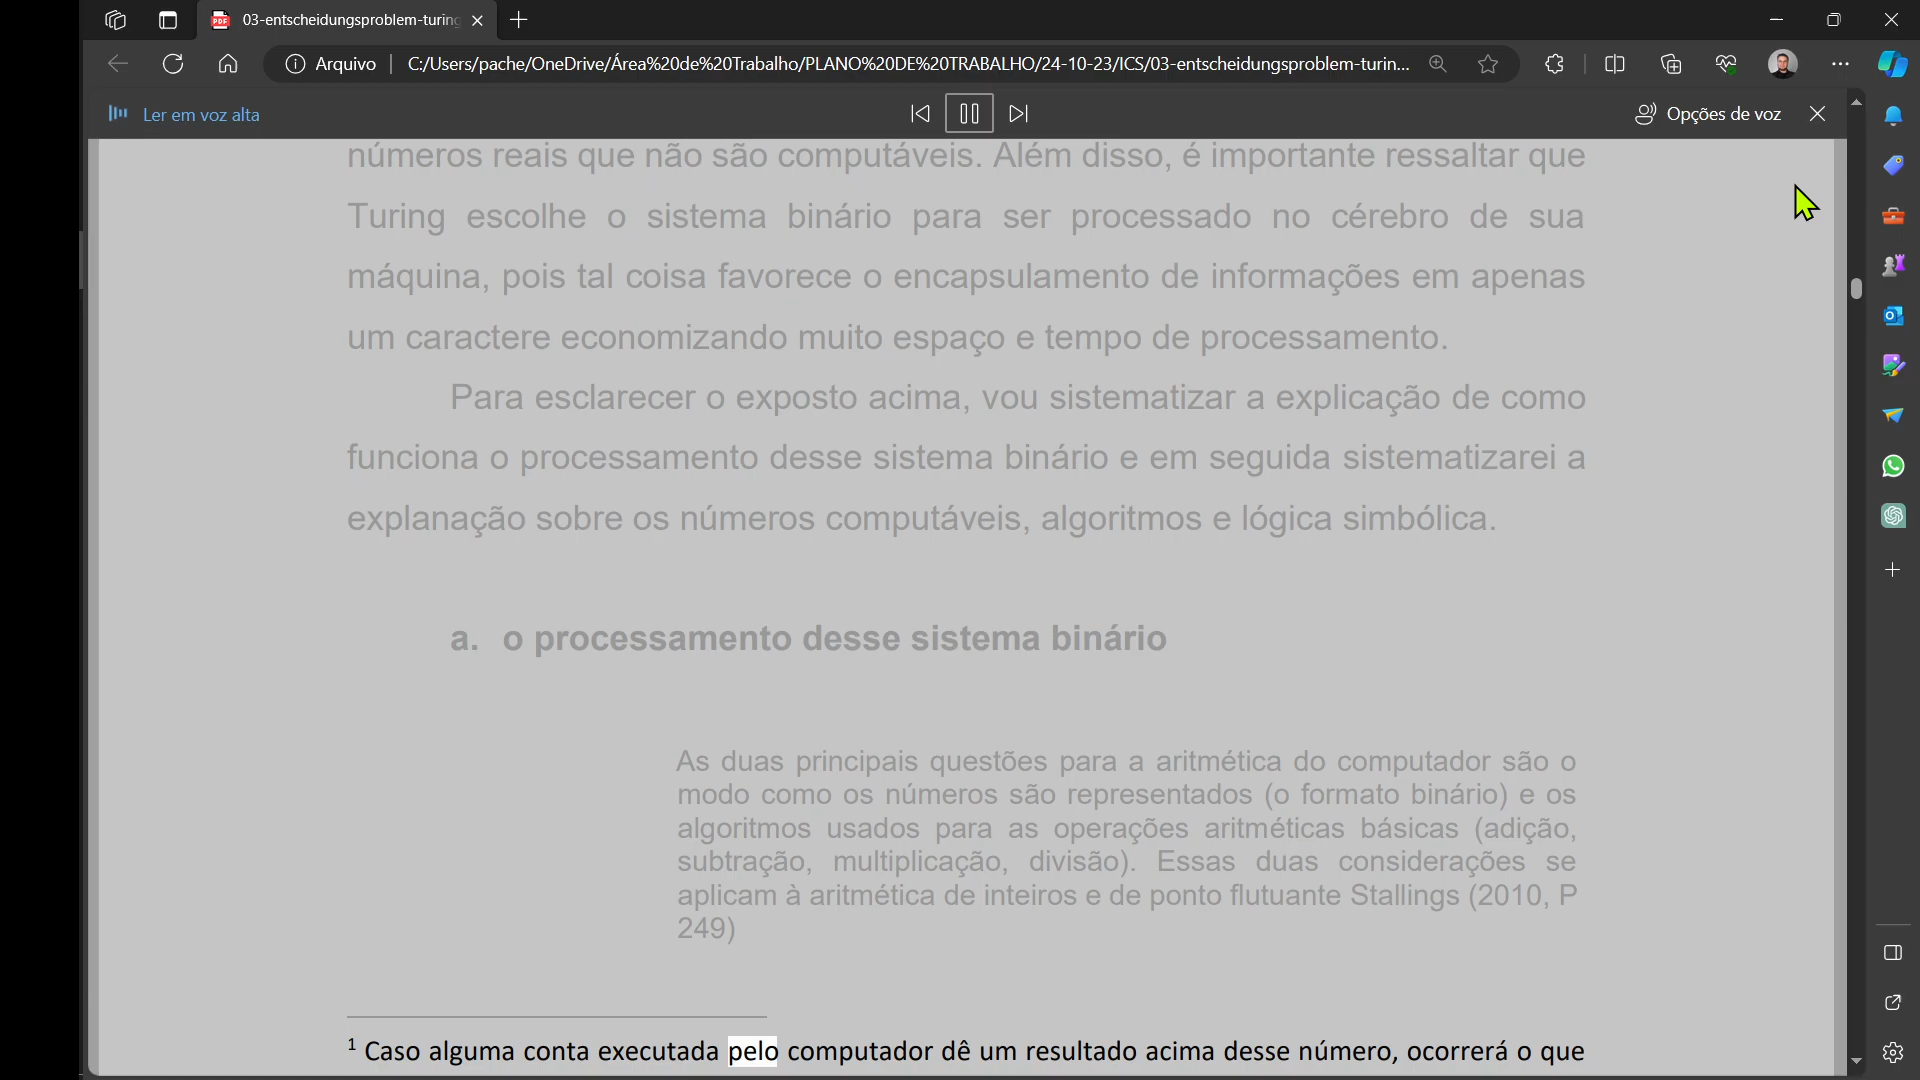 03-entscheidungsproblem-turing
Arquivo
C:/Users/pache/OneDrive/Área%20de%20Trabalho/PLANO%20DE%20TRABALHO/24-10-23/ICS/03-entscheidungsproblem-turin...
Ler em voz alta
Opções de voz
números reais que não são computáveis. Além disso, é importante ressaltar que
Turing escolhe o sistema binário para ser processado no cérebro de sua
máquina, pois tal coisa favorece o encapsulamento de informações em apenas
um caractere economizando muito espaço e tempo de processamento.
Para esclarecer o exposto acima, vou sistematizar a explicação de como
funciona o processamento desse sistema binário e em seguida sistematizarei a
explanação sobre os números computáveis, algoritmos e lógica simbólica.
a. o processamento desse sistema binário
As duas principais questões para a aritmética do computador são o
modo como os números são representados (o formato binário) e os
algoritmos usados para as operações aritméticas básicas (adição,
subtração, multiplicação, divisão). Essas duas considerações se
aplicam à aritmética de inteiros e de ponto flutuante Stallings (2010, P
249)
1 Caso alguma conta executada pelo computador dê um resultado acima desse número, ocorrerá o que